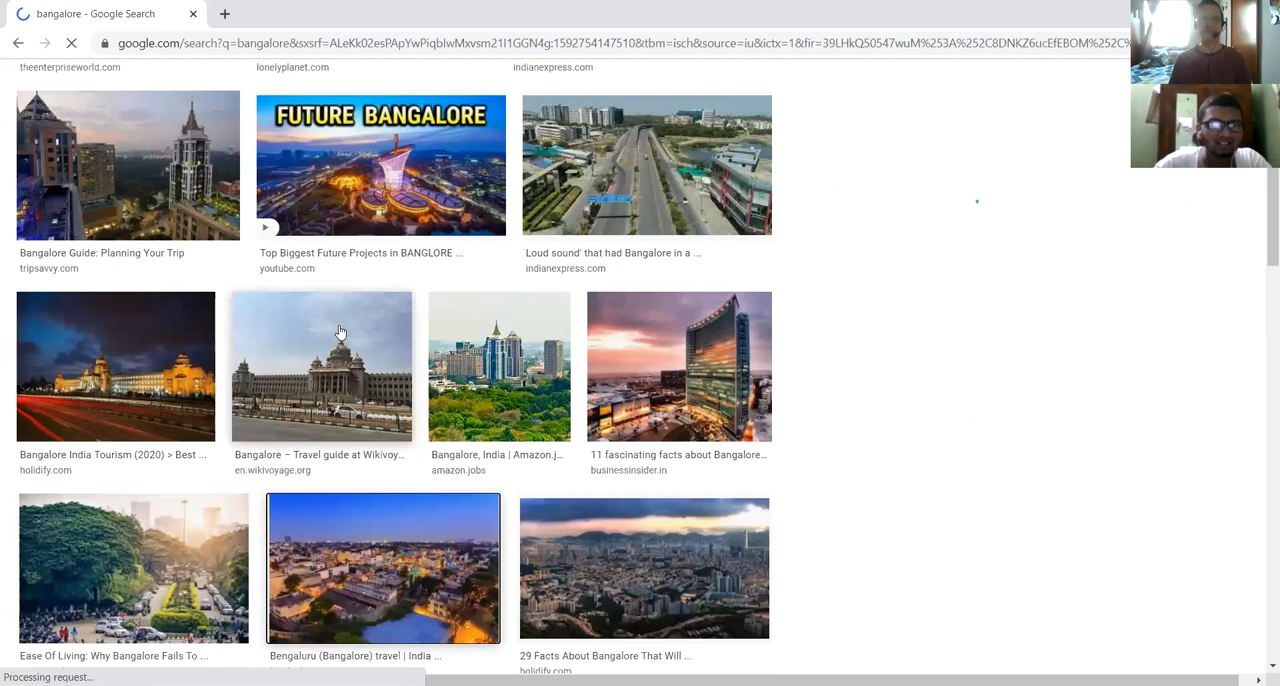 bangalore - Google Search
google.com/search?q=bangalore&sxsrf=ALeKk02esPApYwPiqblwMxvsm21I1GGN4g:1592754147510&tbm=isch&source=iu&ictx=1&fir=39LHkQ50547wuM%253A%252C8DNKZ6ucEfEBOM%252C%
theenterpriseworld.com
lonelyplanet.com
indianexpress.com
FUTURE BANGALORE
Bangalore Guide: Planning Your Trip
tripsavvy.com
Top Biggest Future Projects in BANGLORE ...
youtube.com
Loud sound' that had Bangalore in a ...
indianexpress.com
Bangalore India Tourism (2020) > Best ...
holidify.com
Bangalore – Travel guide at Wikivoy...
en.wikivoyage.org
Bangalore, India | Amazon.j...
amazon.jobs
11 fascinating facts about Bangalore...
businessinsider.in
Ease Of Living: Why Bangalore Fails To ...
Bengaluru (Bangalore) travel | India ...
29 Facts About Bangalore That Will ...
holidify.com
Processing request...